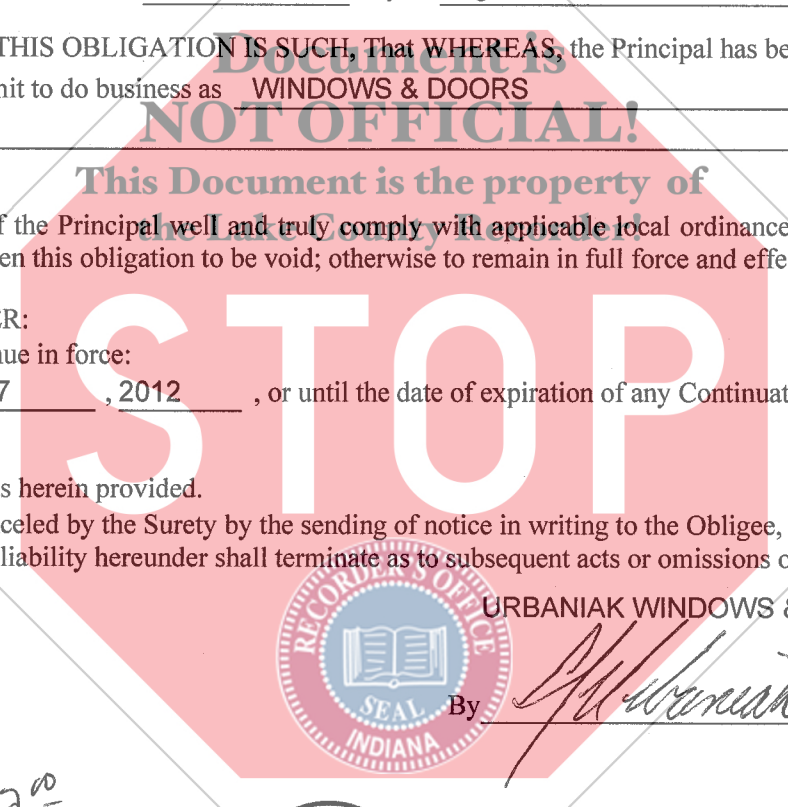 THIS OBLIGATION IS SUCH, That WHEREAS, the Principal has be
Document is
nit to do business as WINDOWS & DOORS
NOT OFFICIAL!
This Document is the property of
the Lake County Recorder!
f the Principal well and truly comply with applicable local ordinance
en this obligation to be void; otherwise to remain in full force and effe
ER:
nue in force:
7 , 2012 , or until the date of expiration of any Continuat
STOP
s herein provided.
celed by the Surety by the sending of notice in writing to the Obligee,
liability hereunder shall terminate as to subsequent acts or omissions o
RECORDER'S OFFICE
SEAL
INDIANA
URBANIAK WINDOWS &
By Urbaniak